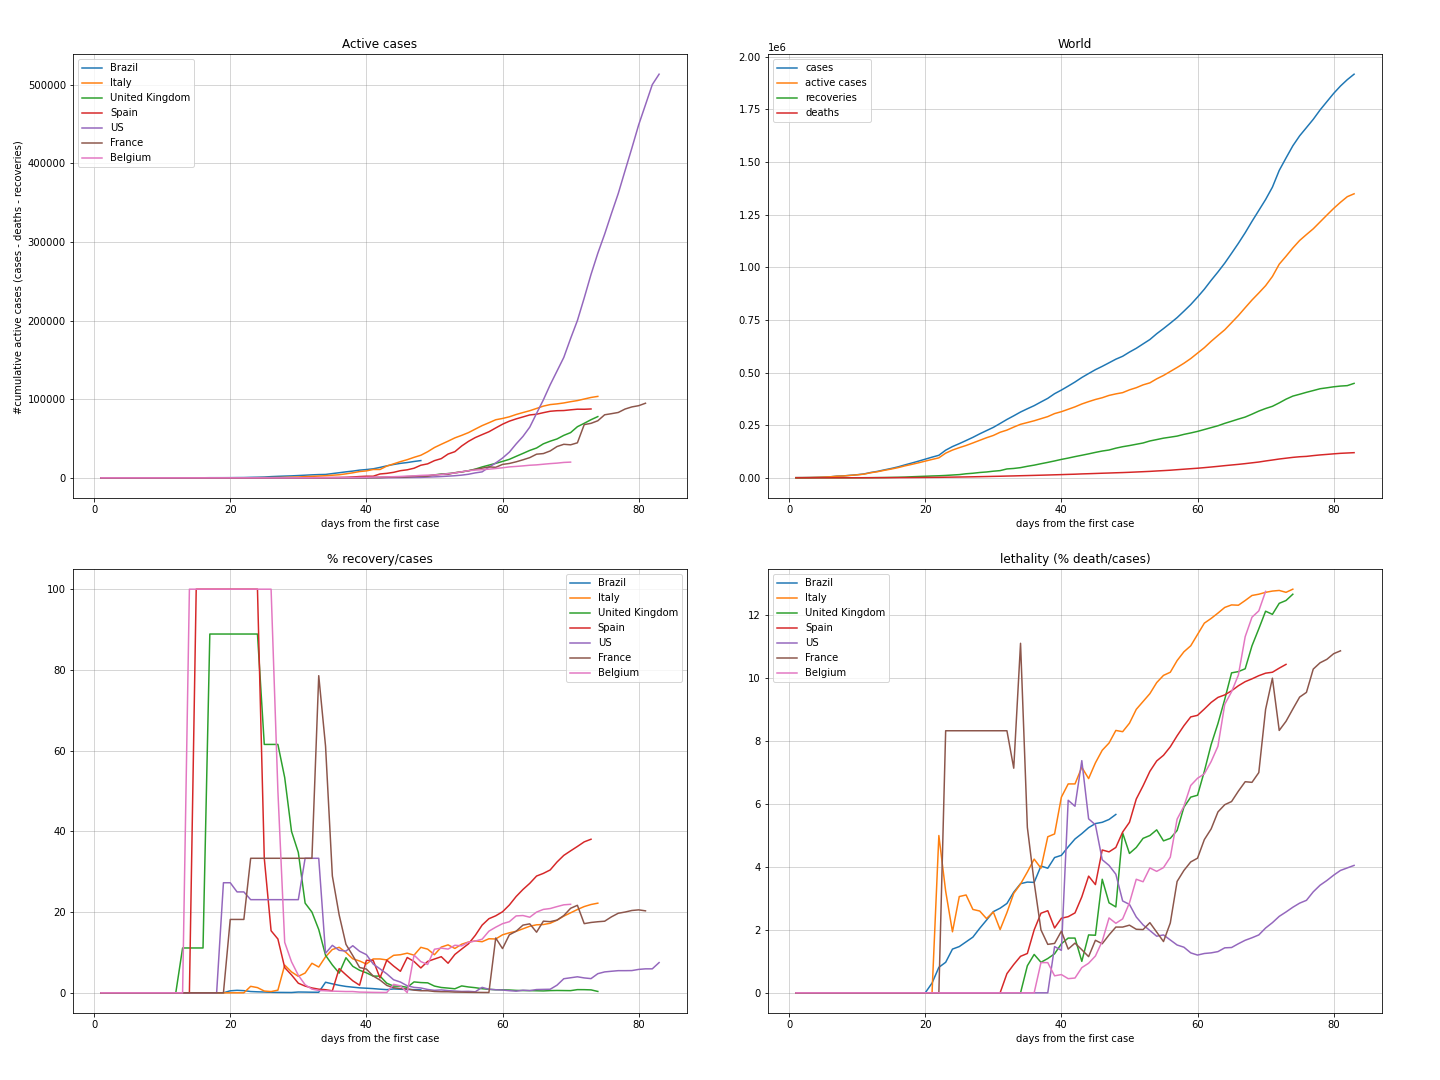 Active cases
#cumulative active cases (cases - deaths - recoveries)
500000
400000
300000
200000
100000
0
Brazil
Italy
United Kingdom
Spain
US
France
Belgium
0 20 40 60 80
days from the first case
World
1e6
2.00
1.75
1.50
1.25
1.00
0.75
0.50
0.25
0.00
cases
active cases
recoveries
deaths
0 20 40 60 80
days from the first case
% recovery/cases
100
80
60
40
20
0
Brazil
Italy
United Kingdom
Spain
US
France
Belgium
0 20 40 60 80
days from the first case
lethality (% death/cases)
12
10
8
6
4
2
0
Brazil
Italy
United Kingdom
Spain
US
France
Belgium
0 20 40 60 80
days from the first case